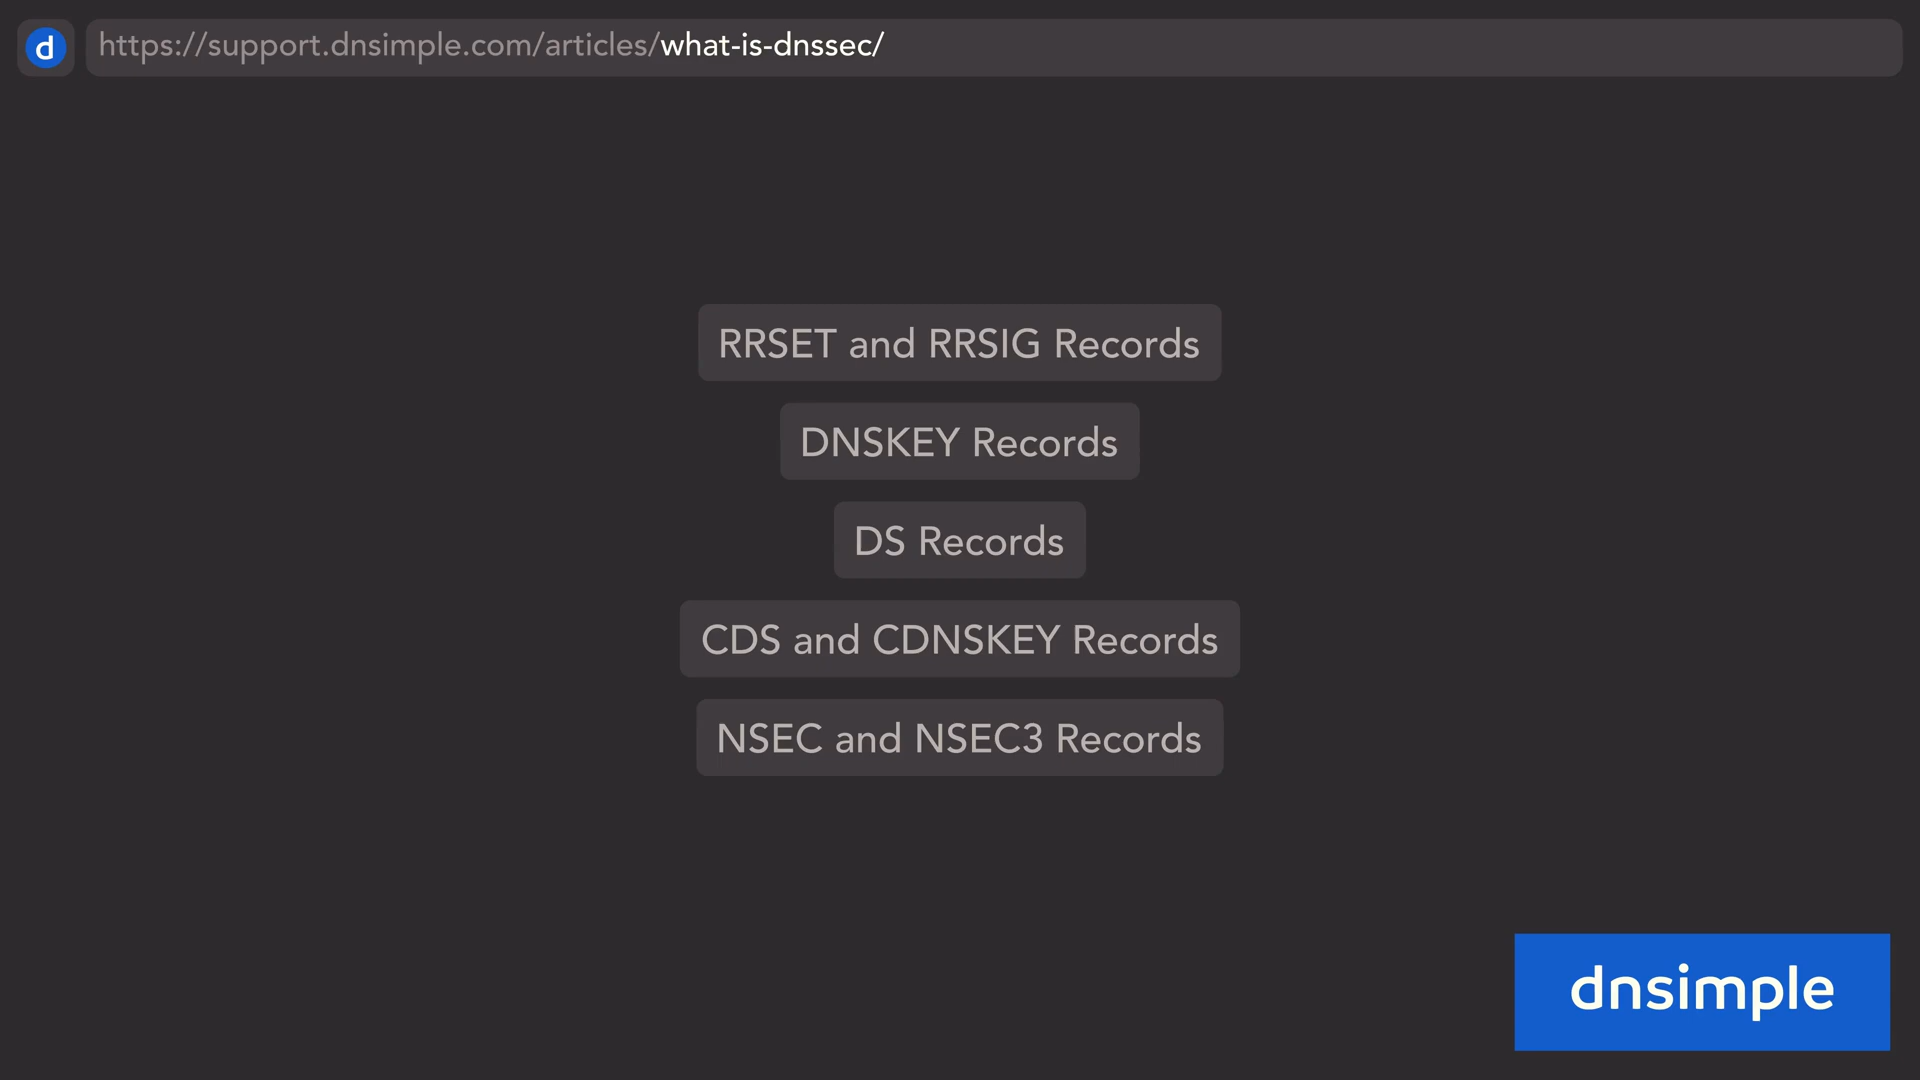 d
https://support.dnsimple.com/articles/what-is-dnssec/
RRSET and RRSIG Records
DNSKEY Records
DS Records
CDS and CDNSKEY Records
NSEC and NSEC3 Records
dnsimple